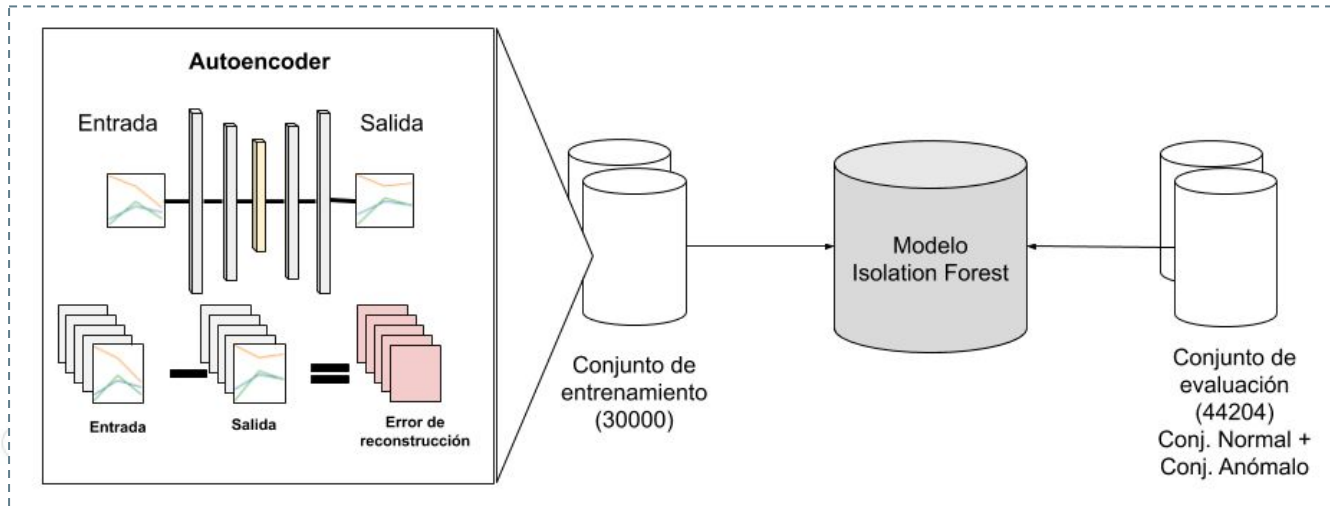 Autoencoder
Entrada
Salida
Entrada
Salida
Error de
reconstrucción
Conjunto de
entrenamiento
(30000)
Modelo
Isolation Forest
Conjunto de
evaluación
(44204)
Conj. Normal +
Conj. Anómalo